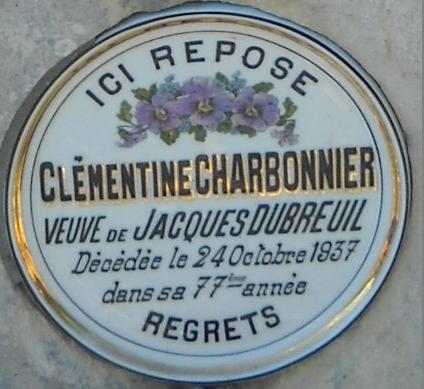 ICI REPOSE
CLÉMENTINE CHARBONNIER
VEUVE DE JACQUES DUBREUIL
Décédée le 24 Octobre 1937
dans sa 77ème année
REGRETS